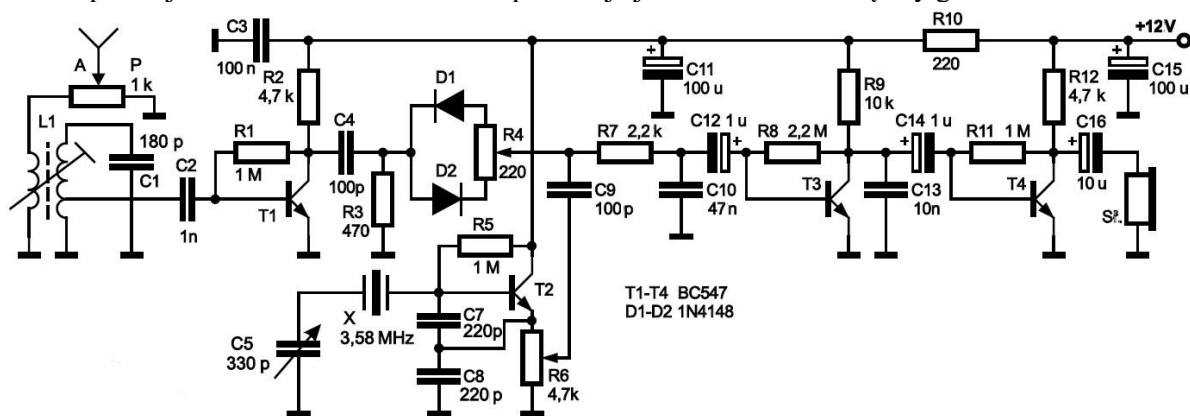 C3
100 n
R2
4,7 k
A
P
1 k
L1
180 p
C1
C2
1n
R1
1 M
T1
C4
100p
R3
470
D1
D2
R4
220
R5
1 M
T2
X
3,58 MHz
C5
330 p
C7
220p
C8
220 p
R6
4,7k
C9
100 p
R7 2,2 k
C10
47 n
+
C11
100 u
C12 1 u
+
R8 2,2 M
T3
R9
10 k
C13
10n
C14 1 u
+
R11 1 M
T4
R10
220
R12
4,7 k
+
C16
10 u
+
C15
100 u
+12V
T1-T4 BC547
D1-D2 1N4148